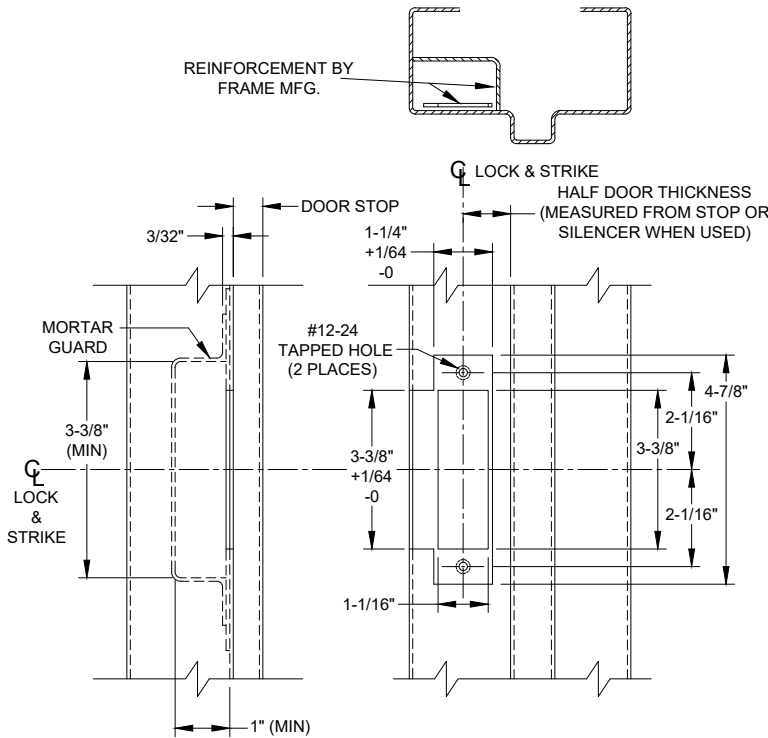 REINFORCEMENT BY
FRAME MFG.
℄ LOCK & STRIKE
HALF DOOR THICKNESS
(MEASURED FROM STOP OR
SILENCER WHEN USED)
DOOR STOP
3/32"
1-1/4"
+1/64
-0
MORTAR
GUARD
#12-24
TAPPED HOLE
(2 PLACES)
3-3/8"
(MIN)
℄
LOCK
&
STRIKE
3-3/8"
+1/64
-0
4-7/8"
2-1/16"
3-3/8"
2-1/16"
1-1/16"
1" (MIN)